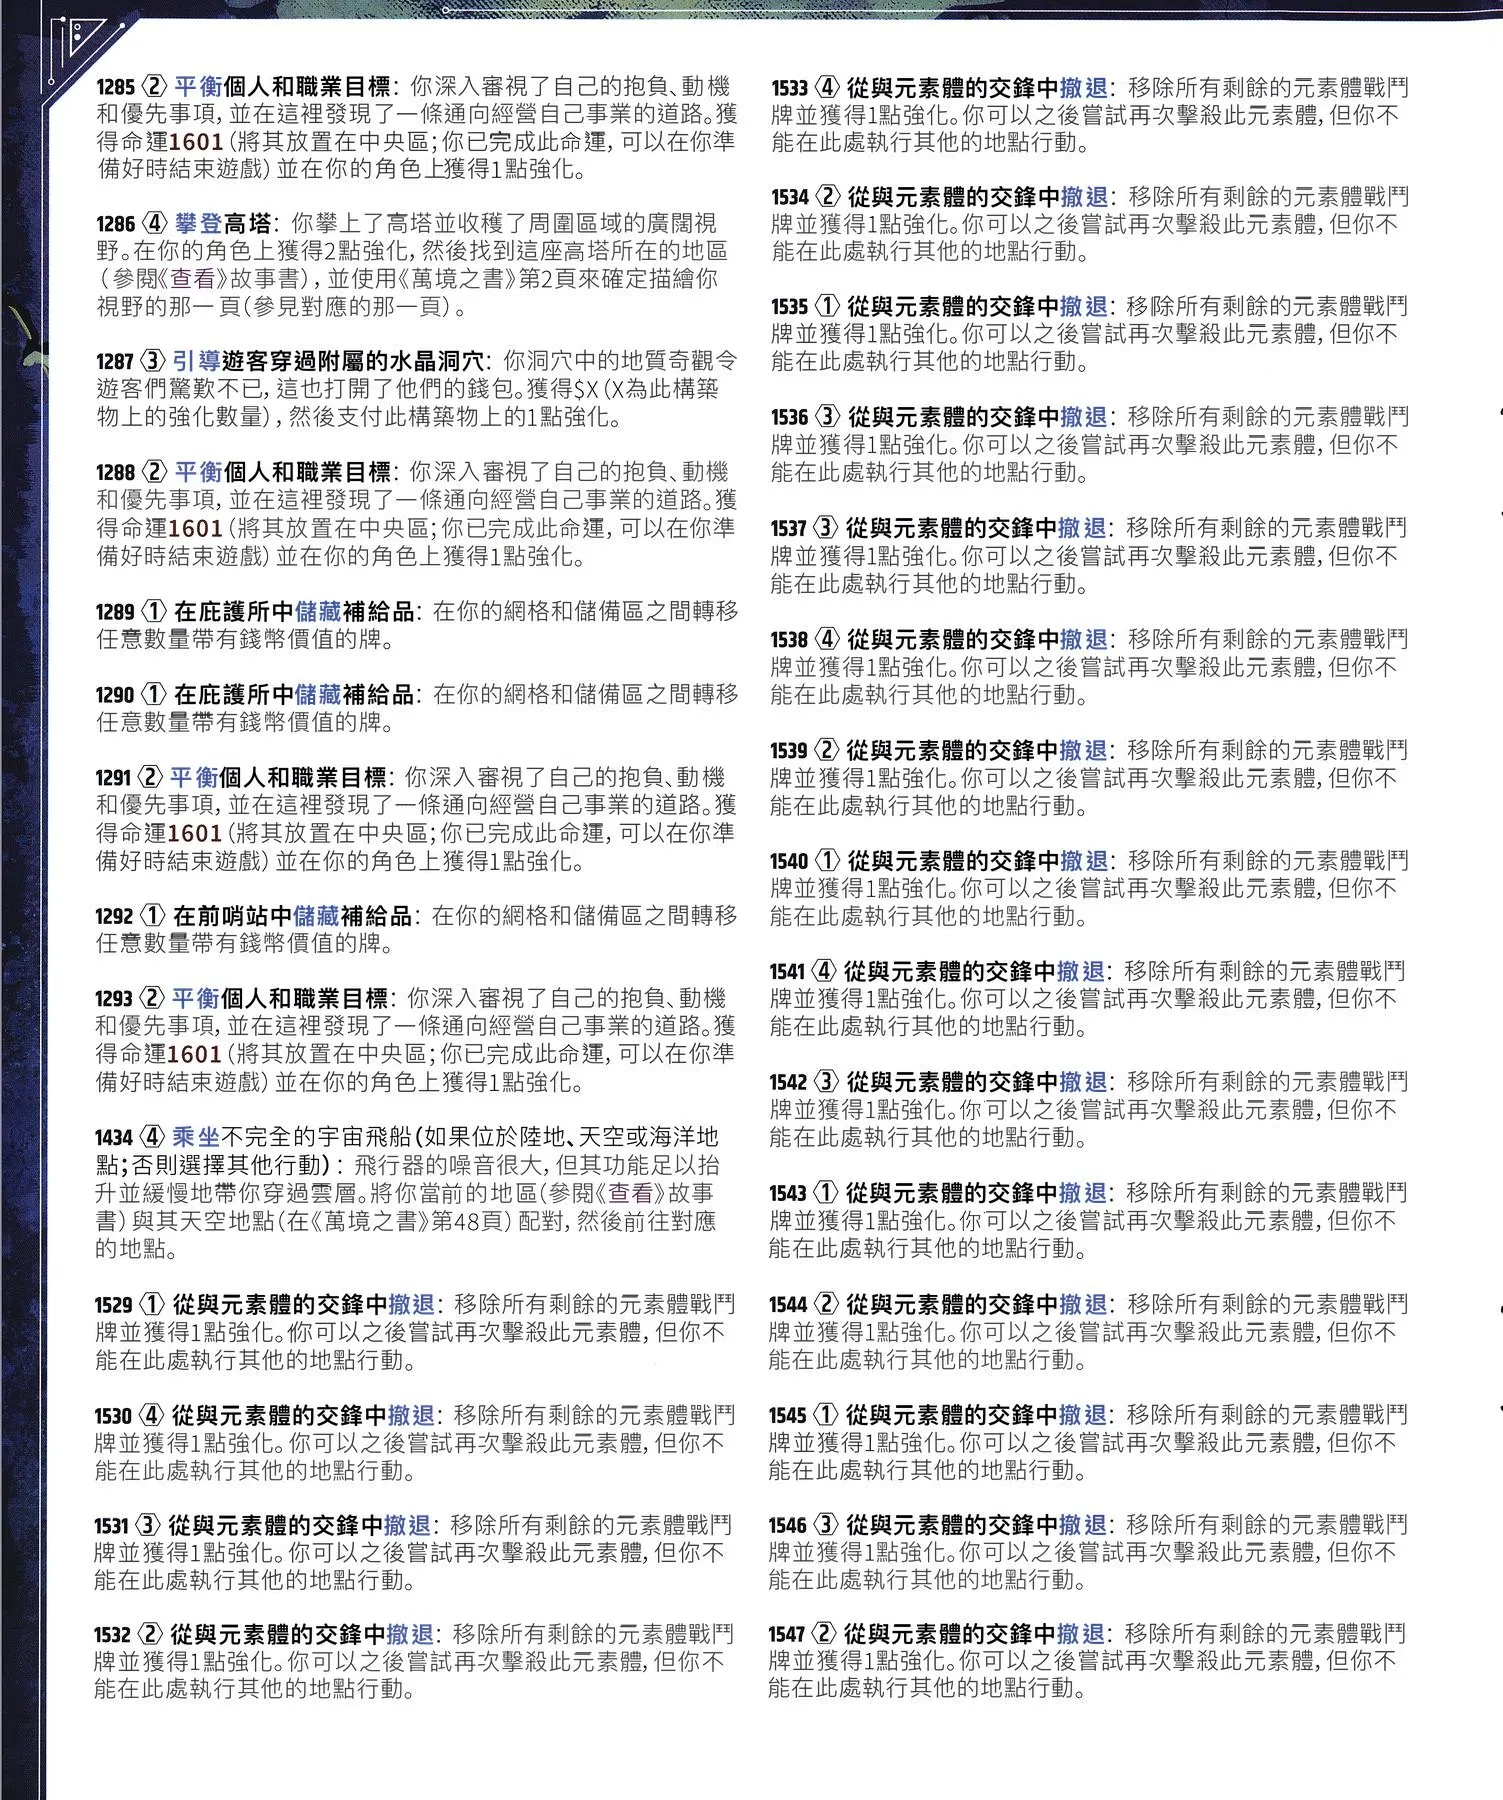 1285 ② 平衡個人和職業目標：你深入審視了自己的抱負、動機
和優先事項，並在這裡發現了一條通向經營自己事業的道路。獲
得命運1601（將其放置在中央區；你已完成此命運，可以在你準
備好時結束遊戲）並在你的角色上獲得1點強化。
1286 ④ 攀登高塔：你攀上了高塔並收穫了周圍區域的廣闊視
野。在你的角色上獲得2點強化，然後找到這座高塔所在的地區
（參閱《查看》故事書），並使用《萬境之書》第2頁來確定描繪你
視野的那一頁（參見對應的那一頁）。
1287 ③ 引導遊客穿過附屬的水晶洞穴：你洞穴中的地質奇觀令
遊客們驚歎不已，這也打開了他們的錢包。獲得$X（X為此構築
物上的強化數量），然後支付此構築物上的1點強化。
1288 ② 平衡個人和職業目標：你深入審視了自己的抱負、動機
和優先事項，並在這裡發現了一條通向經營自己事業的道路。獲
得命運1601（將其放置在中央區；你已完成此命運，可以在你準
備好時結束遊戲）並在你的角色上獲得1點強化。
1289 ① 在庇護所中儲藏補給品：在你的網格和儲備區之間轉移
任意數量帶有錢幣價值的牌。
1290 ① 在庇護所中儲藏補給品：在你的網格和儲備區之間轉移
任意數量帶有錢幣價值的牌。
1291 ② 平衡個人和職業目標：你深入審視了自己的抱負、動機
和優先事項，並在這裡發現了一條通向經營自己事業的道路。獲
得命運1601（將其放置在中央區；你已完成此命運，可以在你準
備好時結束遊戲）並在你的角色上獲得1點強化。
1292 ① 在前哨站中儲藏補給品：在你的網格和儲備區之間轉移
任意數量帶有錢幣價值的牌。
1293 ② 平衡個人和職業目標：你深入審視了自己的抱負、動機
和優先事項，並在這裡發現了一條通向經營自己事業的道路。獲
得命運1601（將其放置在中央區；你已完成此命運，可以在你準
備好時結束遊戲）並在你的角色上獲得1點強化。
1434 ④ 乘坐不完全的宇宙飛船（如果位於陸地、天空或海洋地
點；否則選擇其他行動）：飛行器的噪音很大，但其功能足以抬
升並緩慢地帶你穿過雲層。將你當前的地區（參閱《查看》故事
書）與其天空地點（在《萬境之書》第48頁）配對，然後前往對應
的地點。
1529 ① 從與元素體的交鋒中撤退：移除所有剩餘的元素體戰鬥
牌並獲得1點強化。你可以之後嘗試再次擊殺此元素體，但你不
能在此處執行其他的地點行動。
1530 ④ 從與元素體的交鋒中撤退：移除所有剩餘的元素體戰鬥
牌並獲得1點強化。你可以之後嘗試再次擊殺此元素體，但你不
能在此處執行其他的地點行動。
1531 ③ 從與元素體的交鋒中撤退：移除所有剩餘的元素體戰鬥
牌並獲得1點強化。你可以之後嘗試再次擊殺此元素體，但你不
能在此處執行其他的地點行動。
1532 ② 從與元素體的交鋒中撤退：移除所有剩餘的元素體戰鬥
牌並獲得1點強化。你可以之後嘗試再次擊殺此元素體，但你不
能在此處執行其他的地點行動。
1533 ④ 從與元素體的交鋒中撤退：移除所有剩餘的元素體戰鬥
牌並獲得1點強化。你可以之後嘗試再次擊殺此元素體，但你不
能在此處執行其他的地點行動。
1534 ② 從與元素體的交鋒中撤退：移除所有剩餘的元素體戰鬥
牌並獲得1點強化。你可以之後嘗試再次擊殺此元素體，但你不
能在此處執行其他的地點行動。
1535 ① 從與元素體的交鋒中撤退：移除所有剩餘的元素體戰鬥
牌並獲得1點強化。你可以之後嘗試再次擊殺此元素體，但你不
能在此處執行其他的地點行動。
1536 ③ 從與元素體的交鋒中撤退：移除所有剩餘的元素體戰鬥
牌並獲得1點強化。你可以之後嘗試再次擊殺此元素體，但你不
能在此處執行其他的地點行動。
1537 ③ 從與元素體的交鋒中撤退：移除所有剩餘的元素體戰鬥
牌並獲得1點強化。你可以之後嘗試再次擊殺此元素體，但你不
能在此處執行其他的地點行動。
1538 ④ 從與元素體的交鋒中撤退：移除所有剩餘的元素體戰鬥
牌並獲得1點強化。你可以之後嘗試再次擊殺此元素體，但你不
能在此處執行其他的地點行動。
1539 ② 從與元素體的交鋒中撤退：移除所有剩餘的元素體戰鬥
牌並獲得1點強化。你可以之後嘗試再次擊殺此元素體，但你不
能在此處執行其他的地點行動。
1540 ① 從與元素體的交鋒中撤退：移除所有剩餘的元素體戰鬥
牌並獲得1點強化。你可以之後嘗試再次擊殺此元素體，但你不
能在此處執行其他的地點行動。
1541 ④ 從與元素體的交鋒中撤退：移除所有剩餘的元素體戰鬥
牌並獲得1點強化。你可以之後嘗試再次擊殺此元素體，但你不
能在此處執行其他的地點行動。
1542 ③ 從與元素體的交鋒中撤退：移除所有剩餘的元素體戰鬥
牌並獲得1點強化。你可以之後嘗試再次擊殺此元素體，但你不
能在此處執行其他的地點行動。
1543 ① 從與元素體的交鋒中撤退：移除所有剩餘的元素體戰鬥
牌並獲得1點強化。你可以之後嘗試再次擊殺此元素體，但你不
能在此處執行其他的地點行動。
1544 ② 從與元素體的交鋒中撤退：移除所有剩餘的元素體戰鬥
牌並獲得1點強化。你可以之後嘗試再次擊殺此元素體，但你不
能在此處執行其他的地點行動。
1545 ① 從與元素體的交鋒中撤退：移除所有剩餘的元素體戰鬥
牌並獲得1點強化。你可以之後嘗試再次擊殺此元素體，但你不
能在此處執行其他的地點行動。
1546 ③ 從與元素體的交鋒中撤退：移除所有剩餘的元素體戰鬥
牌並獲得1點強化。你可以之後嘗試再次擊殺此元素體，但你不
能在此處執行其他的地點行動。
1547 ② 從與元素體的交鋒中撤退：移除所有剩餘的元素體戰鬥
牌並獲得1點強化。你可以之後嘗試再次擊殺此元素體，但你不
能在此處執行其他的地點行動。